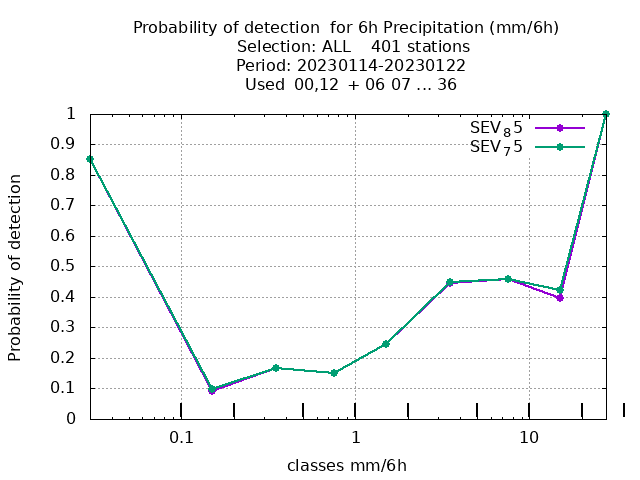 Probability of detection  for 6h Precipitation (mm/6h)
Selection: ALL    401 stations
Period: 20230114-20230122
Used  00,12  + 06 07 ... 36
SEV₈5
SEV₇5
1
0.9
0.8
0.7
0.6
0.5
0.4
0.3
0.2
0.1
0
Probability of detection
0.1 1 10
classes mm/6h